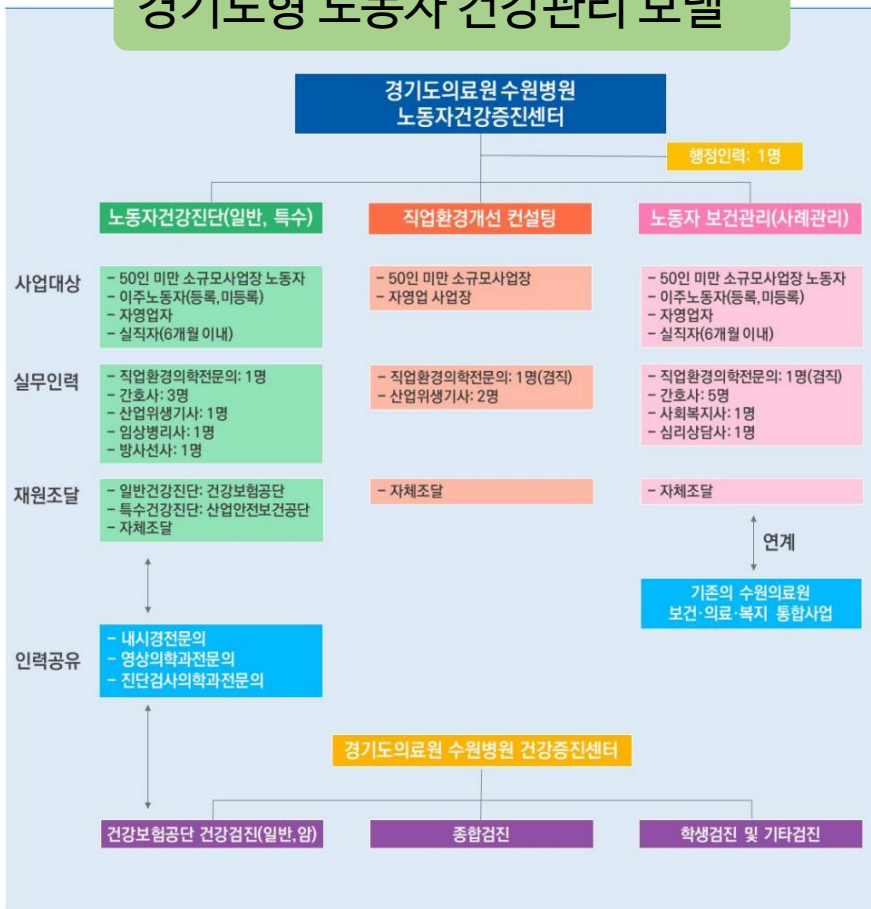 경기도형 노동자 건강관리 모델
경기도의료원 수원병원
노동자건강증진센터
행정인력: 1명
노동자건강진단(일반, 특수)
직업환경개선 컨설팅
노동자 보건관리(사례관리)
사업대상
- 50인 미만 소규모사업장 노동자
- 이주노동자(등록,미등록)
- 자영업자
- 실직자(6개월 이내)
- 50인 미만 소규모사업장
- 자영업 사업장
- 50인 미만 소규모사업장 노동자
- 이주노동자(등록,미등록)
- 자영업자
- 실직자(6개월 이내)
실무인력
- 직업환경의학전문의: 1명
- 간호사: 3명
- 산업위생기사: 1명
- 임상병리사: 1명
- 방사선사: 1명
- 직업환경의학전문의: 1명(겸직)
- 산업위생기사: 2명
- 직업환경의학전문의: 1명(겸직)
- 간호사: 5명
- 사회복지사: 1명
- 심리상담사: 1명
재원조달
- 일반건강진단: 건강보험공단
- 특수건강진단: 산업안전보건공단
- 자체조달
- 자체조달
- 자체조달
연계
기존의 수원의료원
보건·의료·복지 통합사업
인력공유
- 내시경전문의
- 영상의학과전문의
- 진단검사의학과전문의
경기도의료원 수원병원 건강증진센터
건강보험공단 건강검진(일반,암)
종합검진
학생검진 및 기타검진